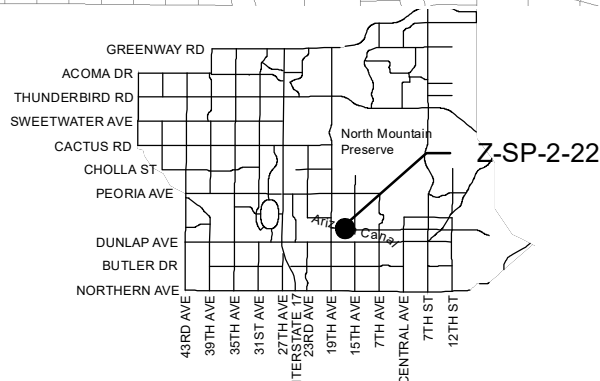 GREENWAY RD
ACOMA DR
THUNDERBIRD RD
SWEETWATER AVE
CACTUS RD
CHOLLA ST
PEORIA AVE
DUNLAP AVE
BUTLER DR
NORTHERN AVE
North Mountain
Preserve
Z-SP-2-22
Canal
43RD AVE
39TH AVE
35TH AVE
31ST AVE
27TH AVE
NTERSTATE 17
23RD AVE
19TH AVE
15TH AVE
7TH AVE
CENTRAL AVE
7TH ST
12TH ST